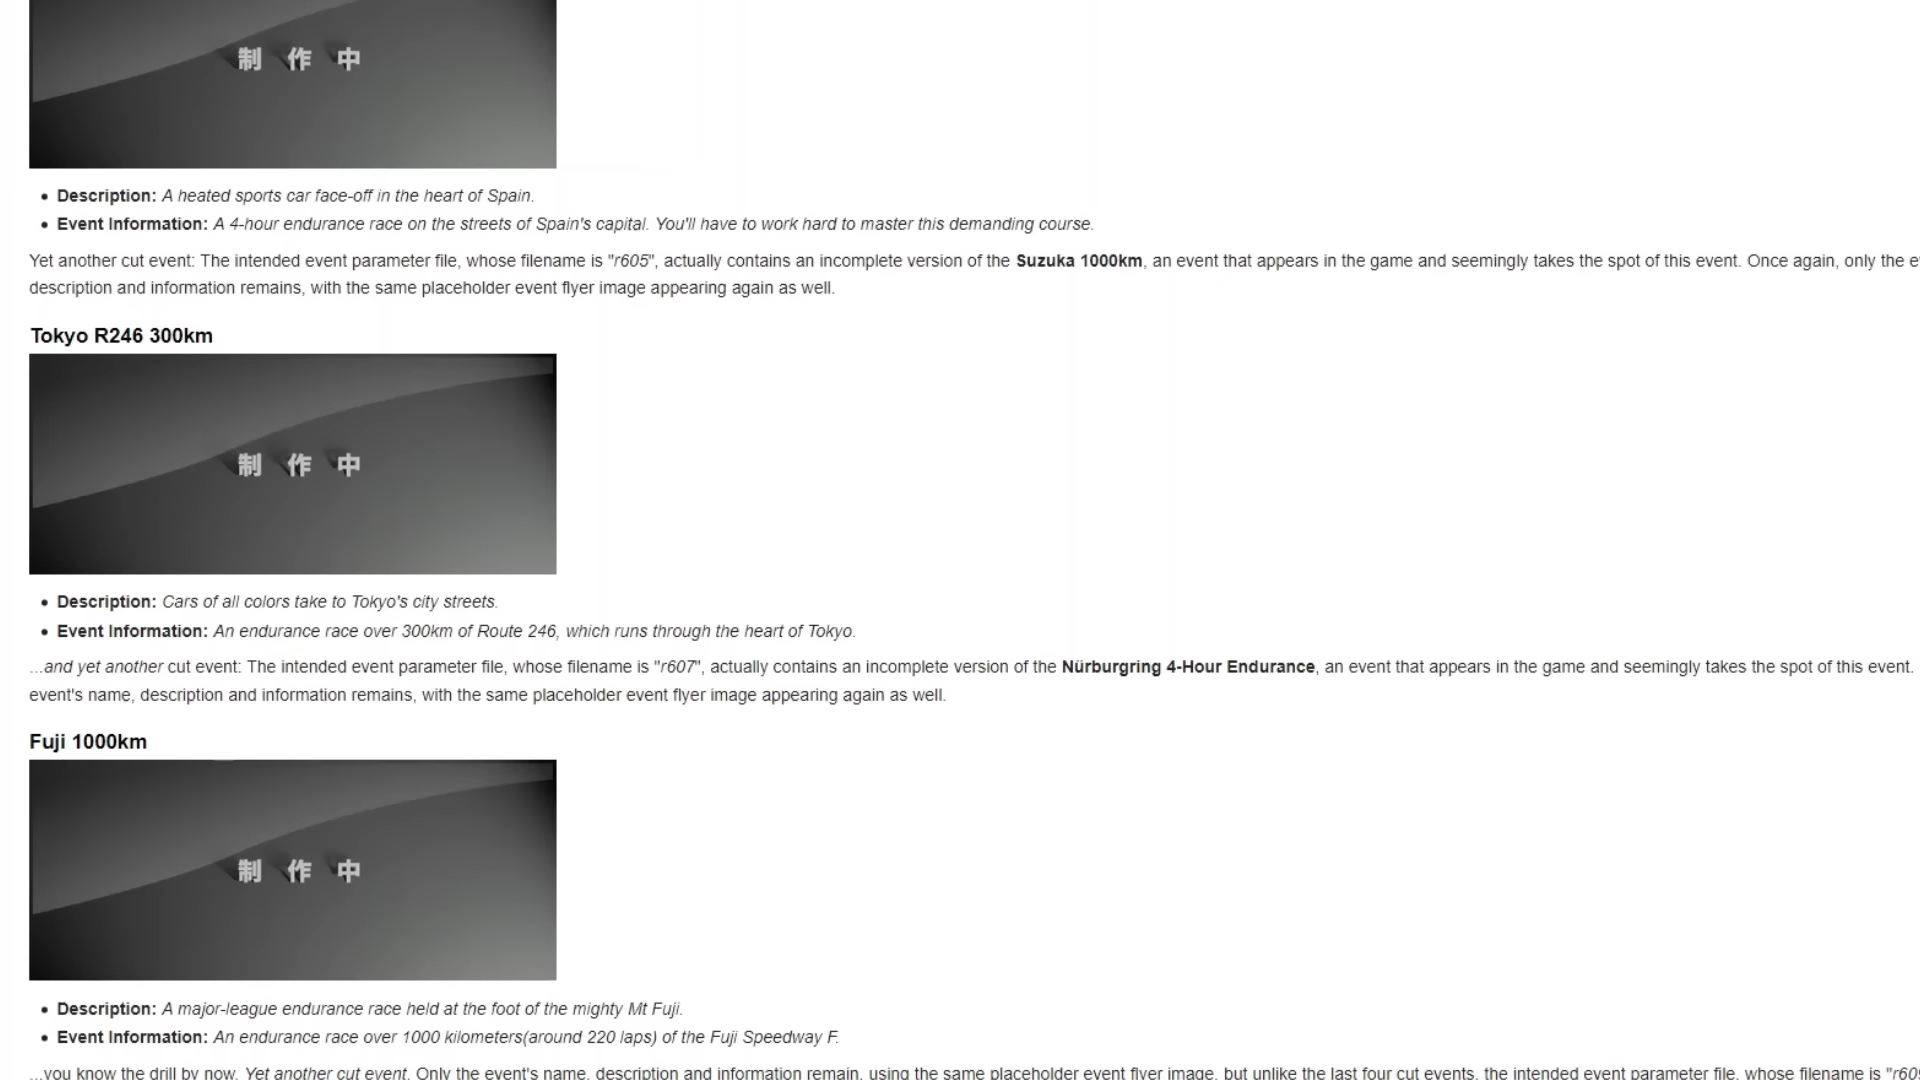 制 作 中
Description: A heated sports car face-off in the heart of Spain.
Event Information: A 4-hour endurance race on the streets of Spain's capital. You'll have to work hard to master this demanding course.
Yet another cut event: The intended event parameter file, whose filename is "r605", actually contains an incomplete version of the Suzuka 1000km, an event that appears in the game and seemingly takes the spot of this event. Once again, only the
description and information remains, with the same placeholder event flyer image appearing again as well.
Tokyo R246 300km
制 作 中
Description: Cars of all colors take to Tokyo's city streets.
Event Information: An endurance race over 300km of Route 246, which runs through the heart of Tokyo.
...and yet another cut event: The intended event parameter file, whose filename is "r607", actually contains an incomplete version of the Nürburgring 4-Hour Endurance, an event that appears in the game and seemingly takes the spot of this event.
event's name, description and information remains, with the same placeholder event flyer image appearing again as well.
Fuji 1000km
制 作 中
Description: A major-league endurance race held at the foot of the mighty Mt Fuji.
Event Information: An endurance race over 1000 kilometers(around 220 laps) of the Fuji Speedway F.
...you know the drill by now. Yet another cut event. Only the event's name, description and information remain, using the same placeholder event flyer image, but unlike the last four cut events, the intended event parameter file, whose filename is